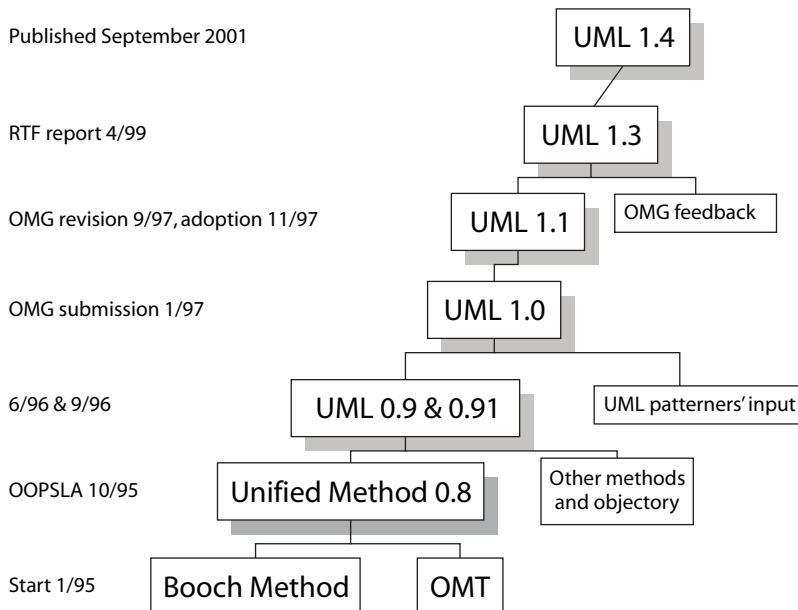 Published September 2001
UML 1.4
RTF report 4/99
UML 1.3
OMG revision 9/97, adoption 11/97
UML 1.1
OMG feedback
OMG submission 1/97
UML 1.0
6/96 & 9/96
UML 0.9 & 0.91
UML patterners' input
OOPSLA 10/95
Unified Method 0.8
Other methods
and objectory
Start 1/95
Booch Method
OMT